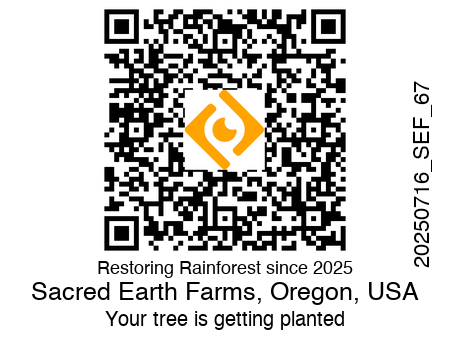 Restoring Rainforest since 2025
Sacred Earth Farms, Oregon, USA
Your tree is getting planted
20250716_SEF_67